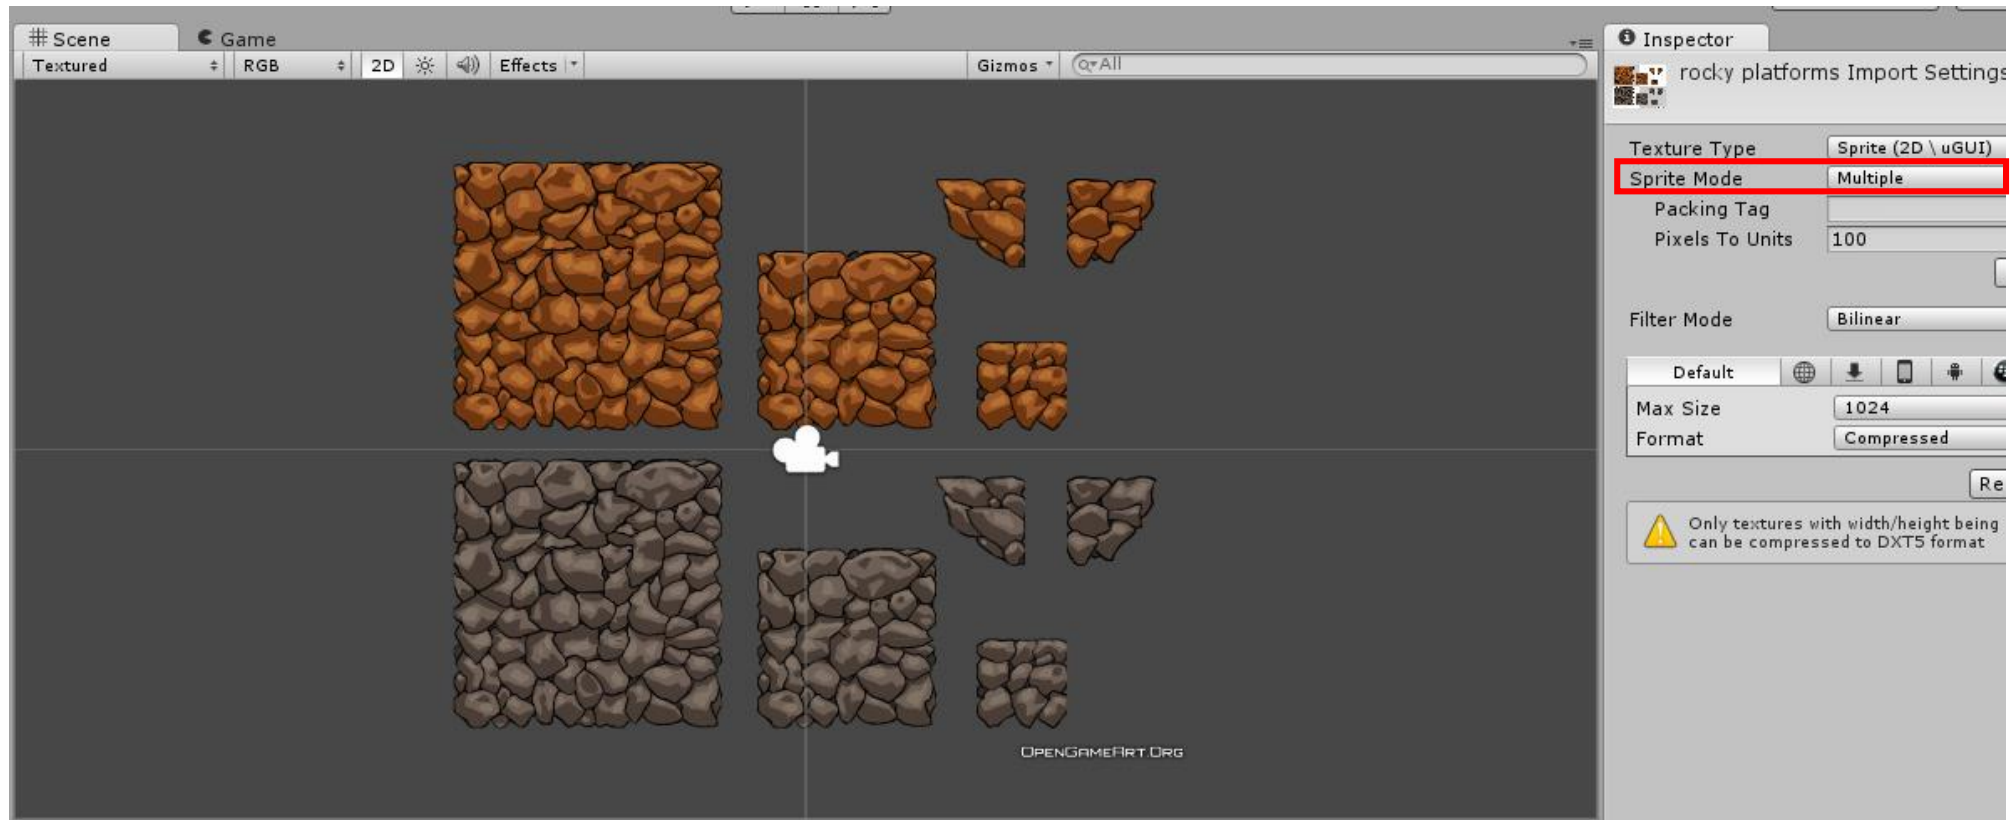 Scene
Game
Textured
RGB
2D
Effects
Gizmos
All
OPENGAMEART.ORG
Inspector
rocky platforms Import Settings
Texture Type
Sprite (2D \ uGUI)
Sprite Mode
Multiple
Packing Tag
Pixels To Units
100
Filter Mode
Bilinear
Default
Max Size
1024
Format
Compressed
Re
Only textures with width/height being
can be compressed to DXT5 format